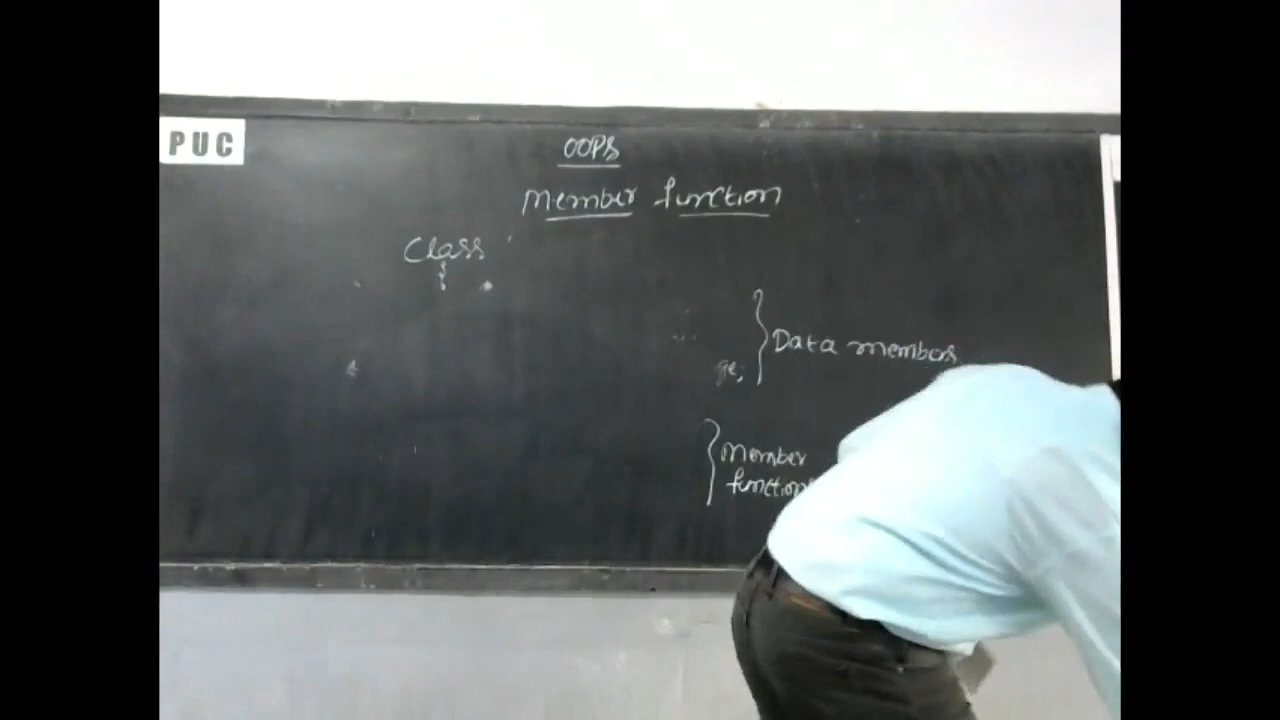 PUC
OOPS
Member function
Class
{
} Data members
} Member
function